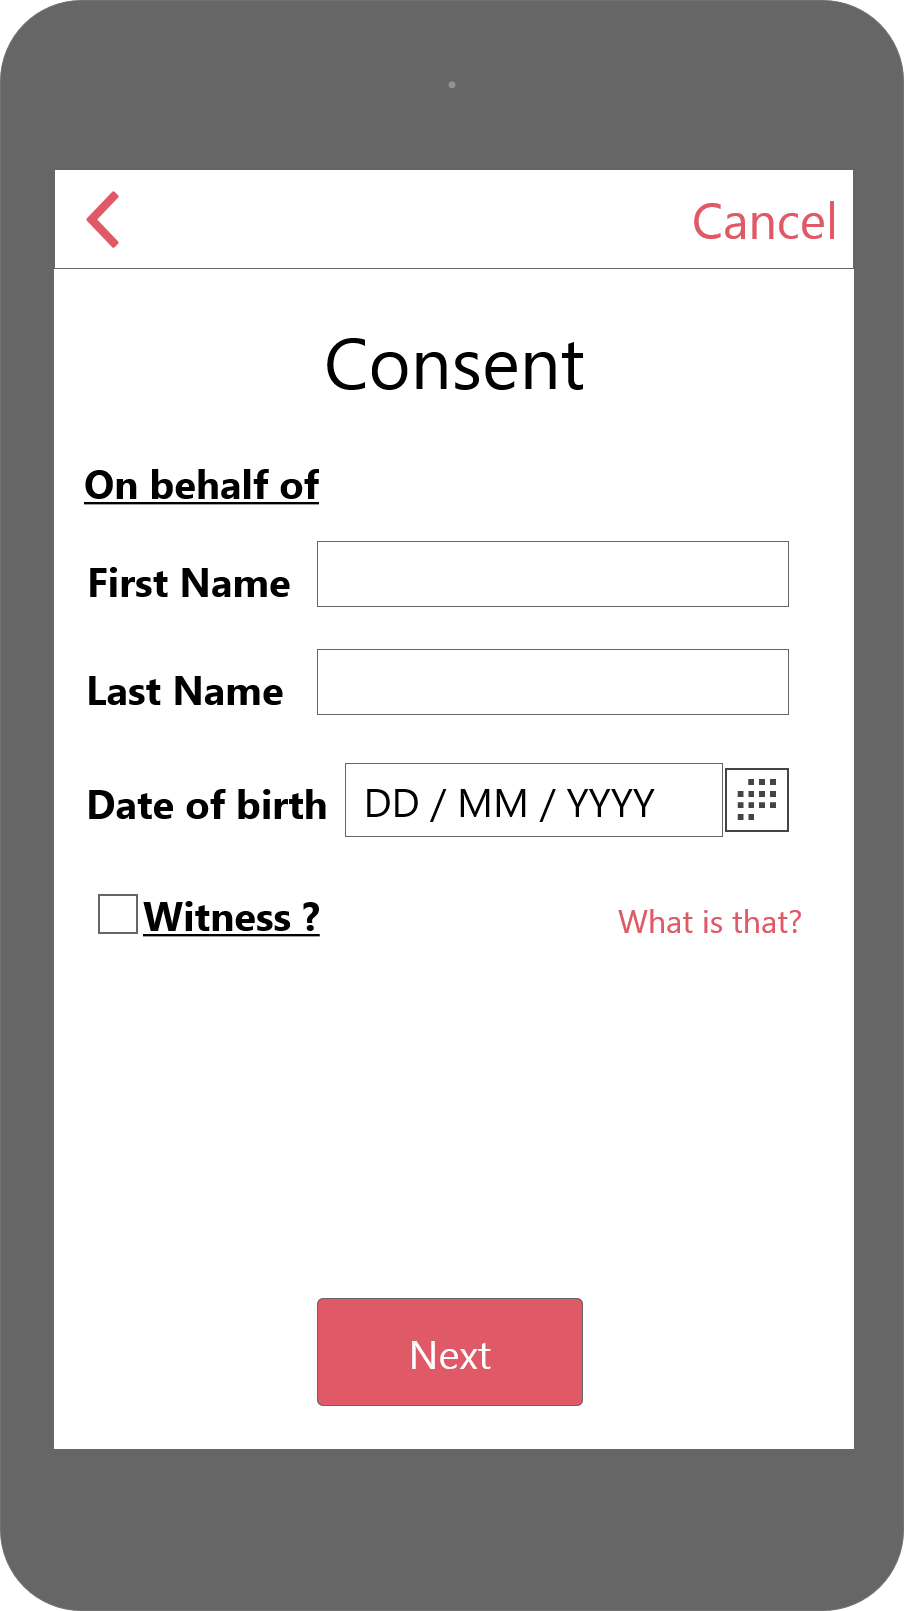 Cancel
Consent
On behalf of
First Name
Last Name
Date of birth DD / MM / YYYY
Witness ? What is that?
Next